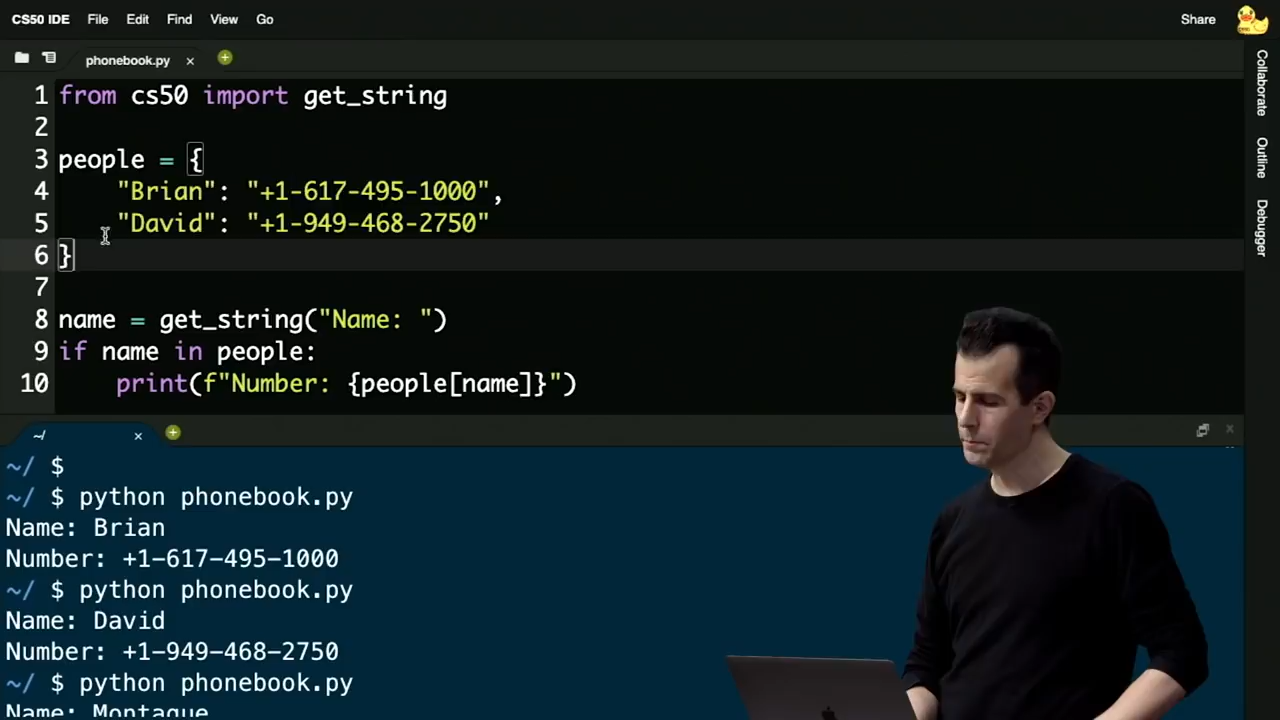 CS50 IDE File Edit Find View Go Share
phonebook.py
1 from cs50 import get_string
2
3 people = {
4 "Brian": "+1-617-495-1000",
5 "David": "+1-949-468-2750"
6 }
7
8 name = get_string("Name: ")
9 if name in people:
10 print(f"Number: {people[name]}")
Collaborate
Outline
Debugger
~/
~/ $
~/ $ python phonebook.py
Name: Brian
Number: +1-617-495-1000
~/ $ python phonebook.py
Name: David
Number: +1-949-468-2750
~/ $ python phonebook.py
Name: Montague